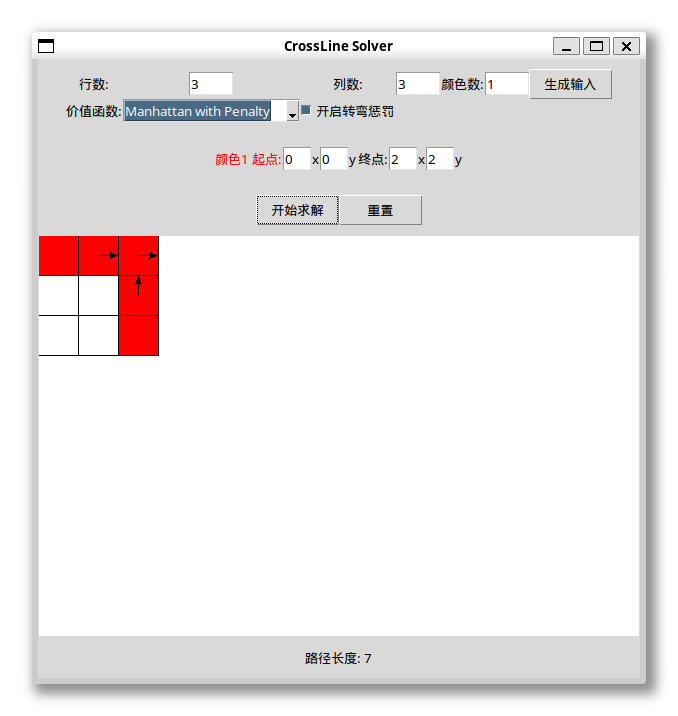 CrossLine Solver
行数: 3 列数: 3 颜色数: 1 生成输入
价值函数: Manhattan with Penalty 开启转弯惩罚
颜色1 起点: 0 x 0 y 终点: 2 x 2 y
开始求解 重置
路径长度: 7